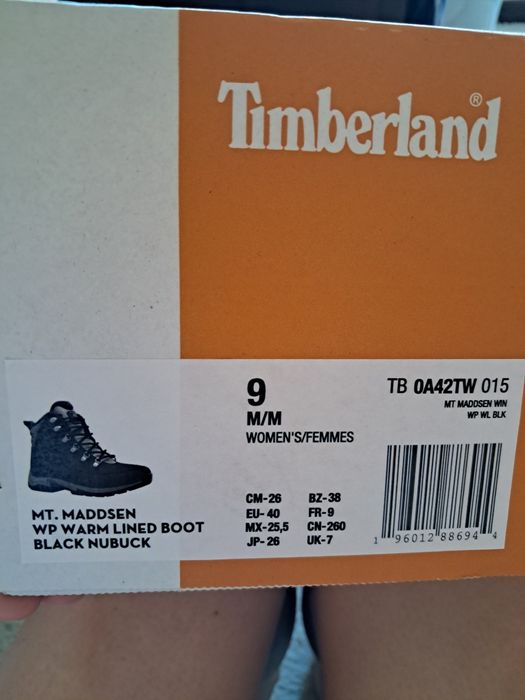 Timberland®
9
M/M
WOMEN'S/FEMMES
TB 0A42TW 015
MT MADDSEN WIN
WP WL BLK
MT. MADDSEN
WP WARM LINED BOOT
BLACK NUBUCK
CM-26 BZ-38
EU- 40 FR-9
MX-25,5 CN-260
JP-26 UK-7
1 96012 88694 4